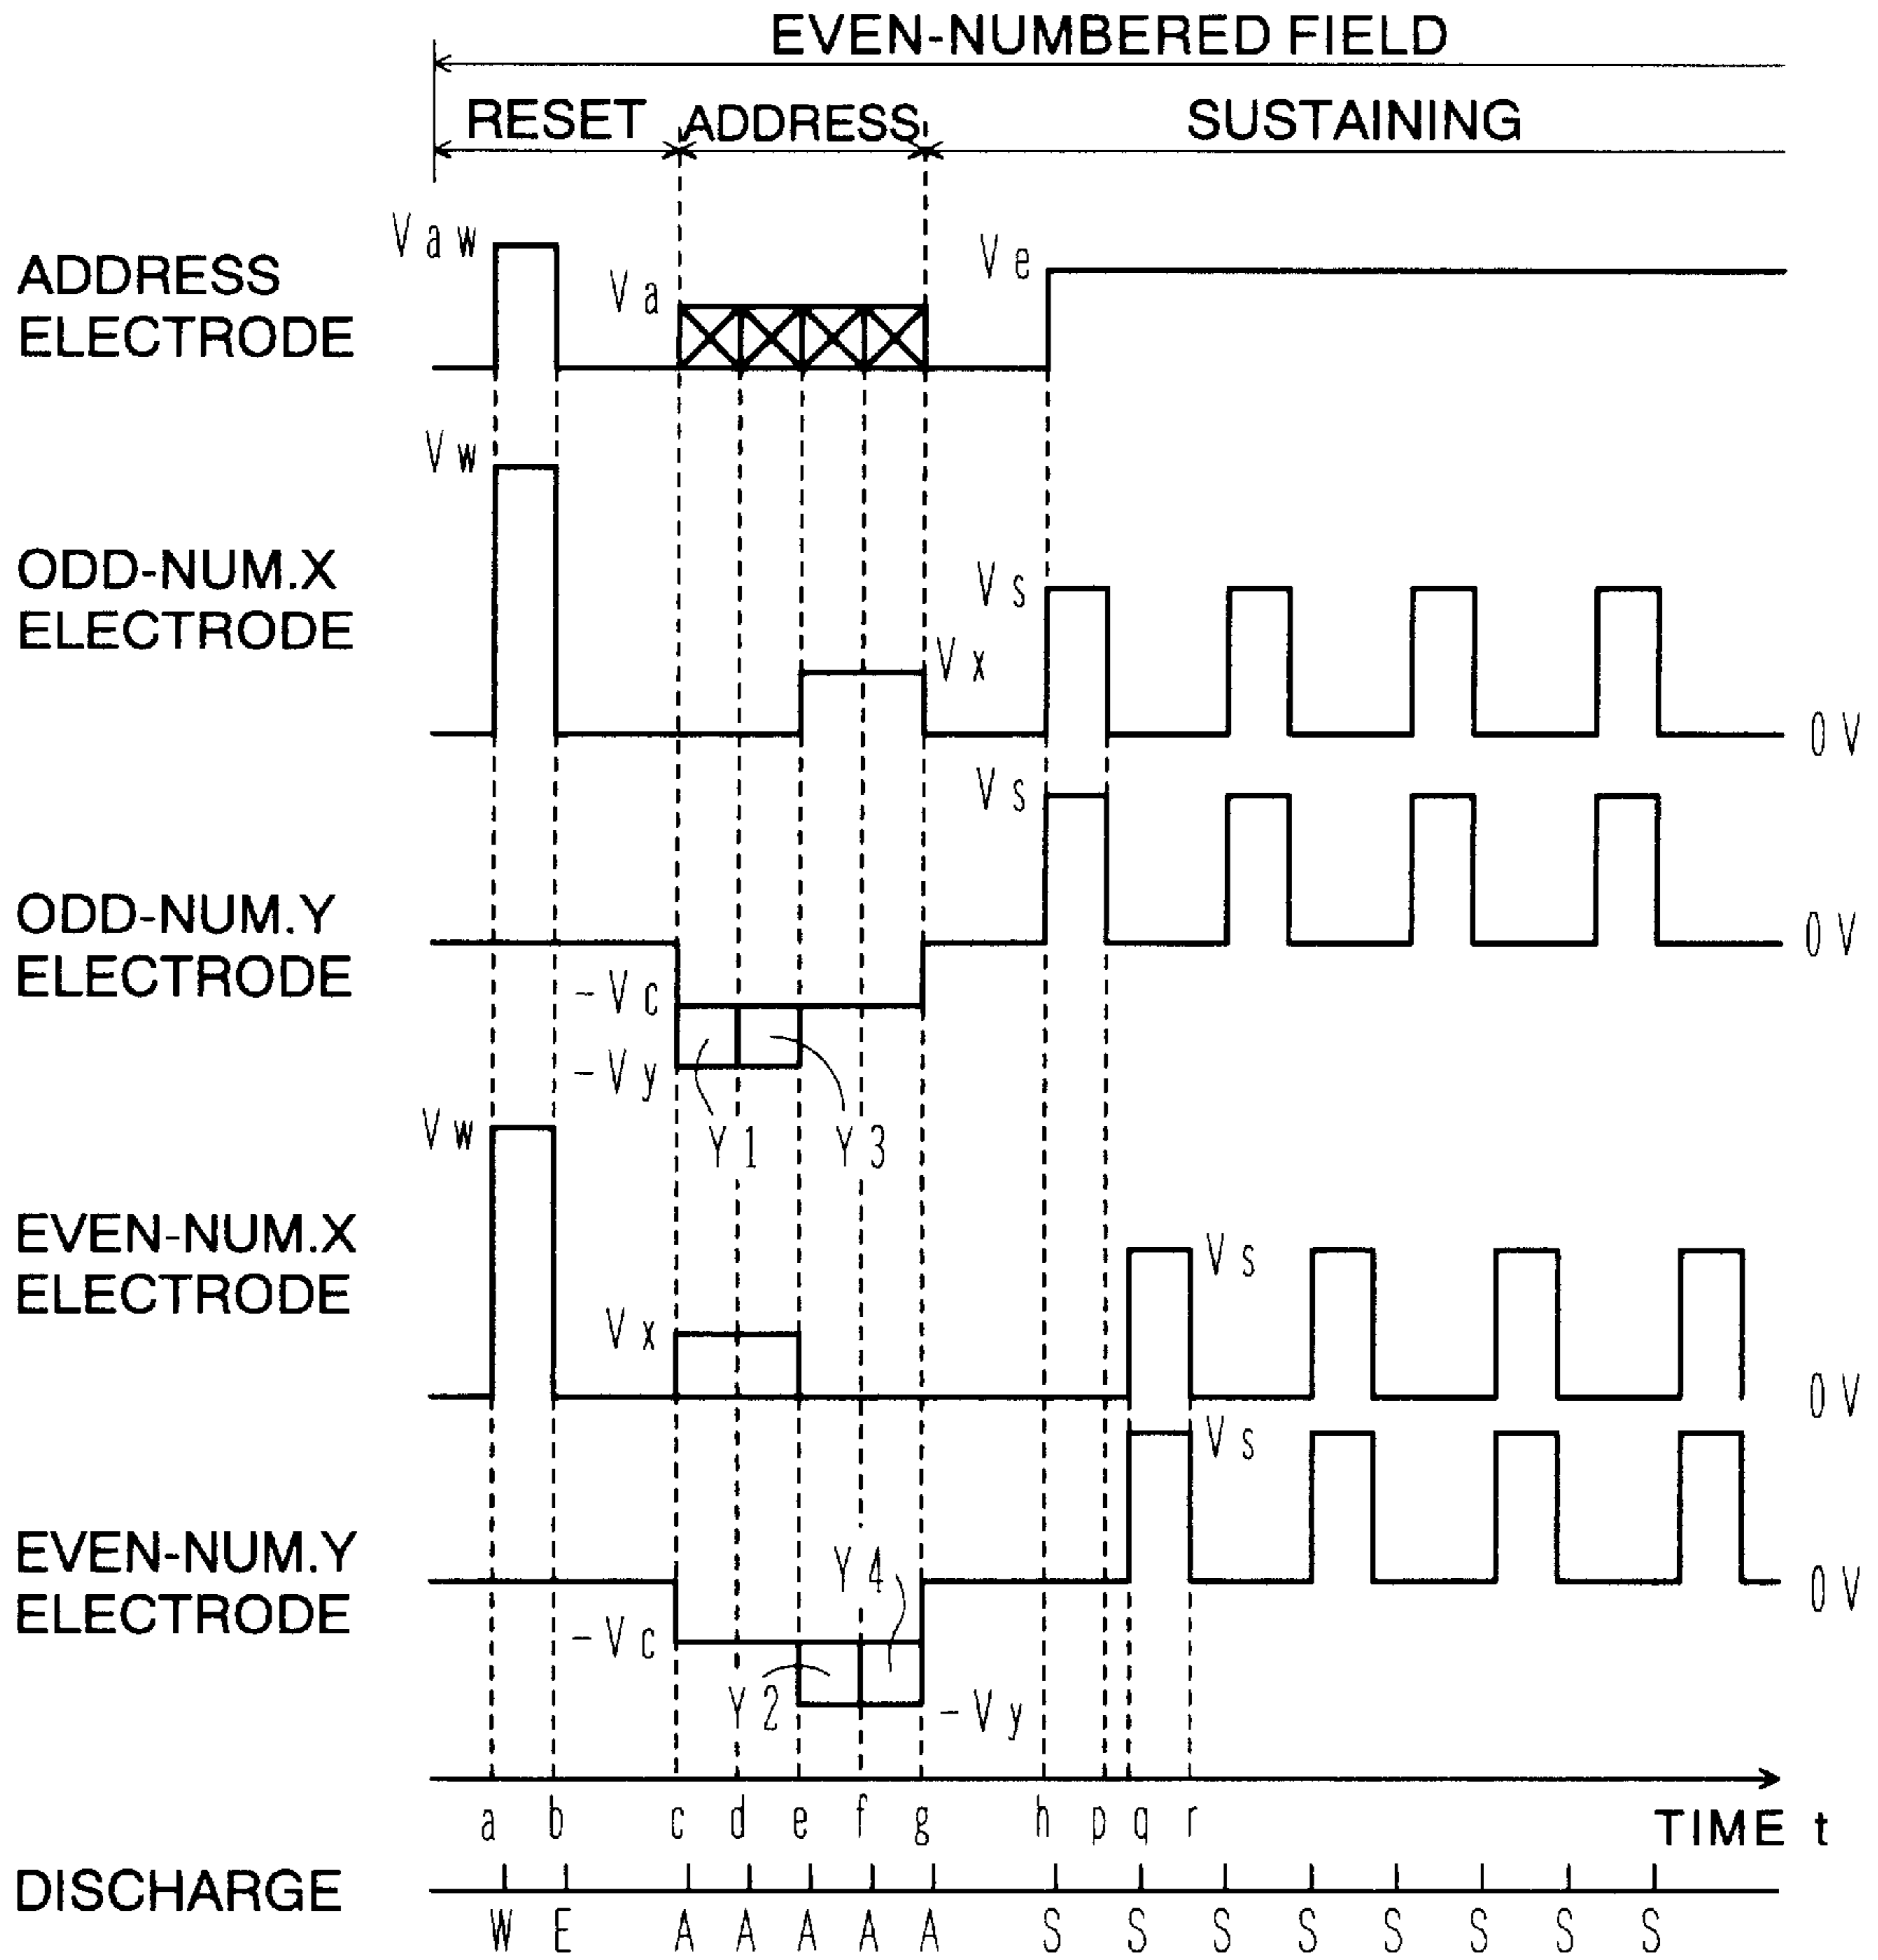 EVEN-NUMBERED FIELD
RESET ADDRESS SUSTAINING
Vaw
ADDRESS
ELECTRODE
Va
Ve
Vw
ODD-NUM.X
ELECTRODE
Vs
Vx
0V
Vs
ODD-NUM.Y
ELECTRODE
0V
-Vc
-Vy
Y1 Y3
Vw
EVEN-NUM.X
ELECTRODE
Vs
Vx
0V
Vs
EVEN-NUM.Y
ELECTRODE
Y4
0V
-Vc
Y2
-Vy
a b c d e f g h p q r
TIME t
DISCHARGE
W E A A A A A S S S S S S S S